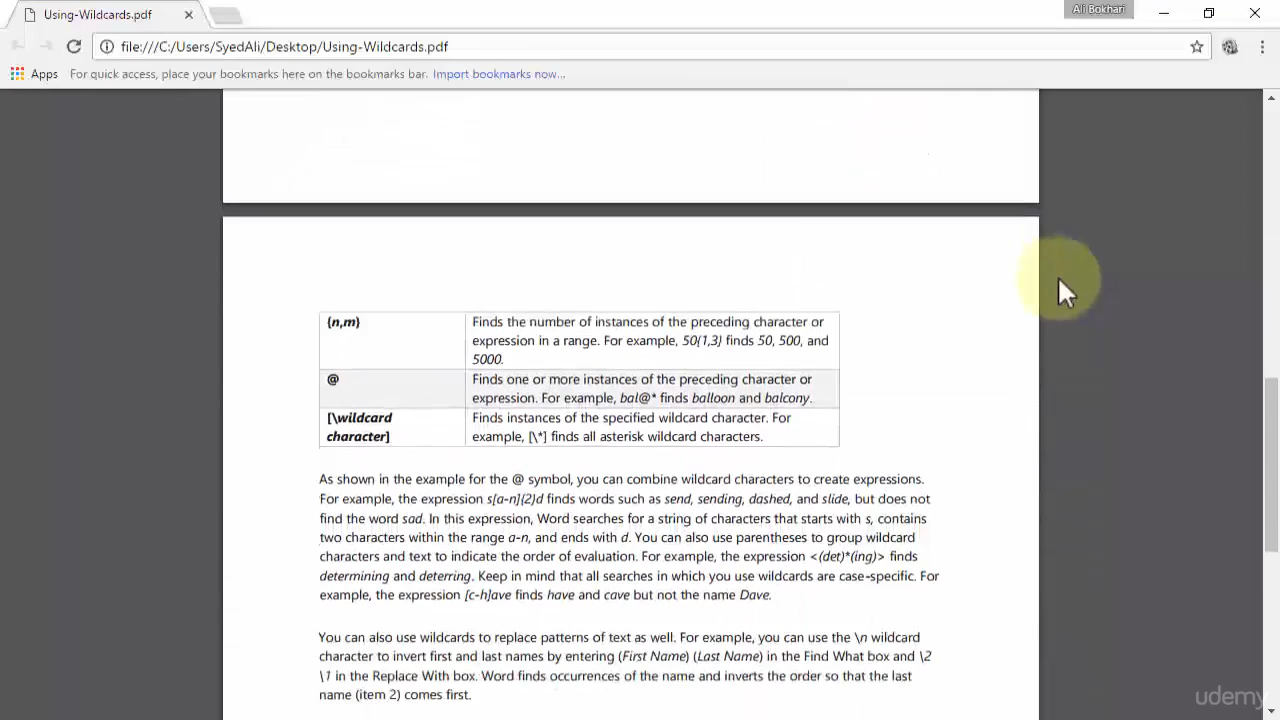 Using-Wildcards.pdf
Ali Bokhari
file:///C:/Users/SyedAli/Desktop/Using-Wildcards.pdf
Apps For quick access, place your bookmarks here on the bookmarks bar. Import bookmarks now...
{n,m} Finds the number of instances of the preceding character or
expression in a range. For example, 50{1,3} finds 50, 500, and
5000.
@ Finds one or more instances of the preceding character or
expression. For example, bal@* finds balloon and balcony.
[\wildcard Finds instances of the specified wildcard character. For
character] example, [\*] finds all asterisk wildcard characters.
As shown in the example for the @ symbol, you can combine wildcard characters to create expressions.
For example, the expression s[a-n]{2}d finds words such as send, sending, dashed, and slide, but does not
find the word sad. In this expression, Word searches for a string of characters that starts with s, contains
two characters within the range a-n, and ends with d. You can also use parentheses to group wildcard
characters and text to indicate the order of evaluation. For example, the expression <(det)*(ing)> finds
determining and deterring. Keep in mind that all searches in which you use wildcards are case-specific. For
example, the expression [c-h]ave finds have and cave but not the name Dave.
You can also use wildcards to replace patterns of text as well. For example, you can use the \n wildcard
character to invert first and last names by entering (First Name) (Last Name) in the Find What box and \2
\1 in the Replace With box. Word finds occurrences of the name and inverts the order so that the last
name (item 2) comes first.
udemy